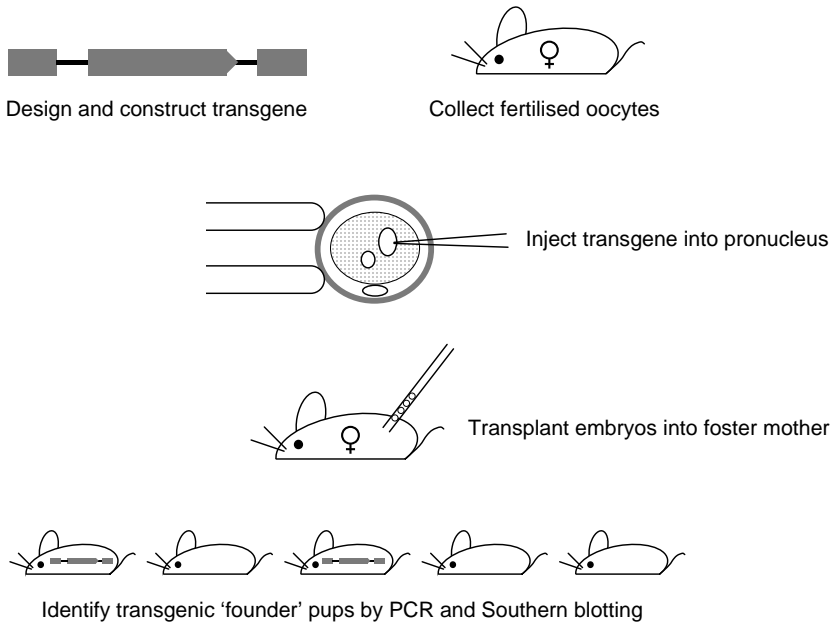 Design and construct transgene
Collect fertilised oocytes
Inject transgene into pronucleus
Transplant embryos into foster mother
Identify transgenic ‘founder’ pups by PCR and Southern blotting